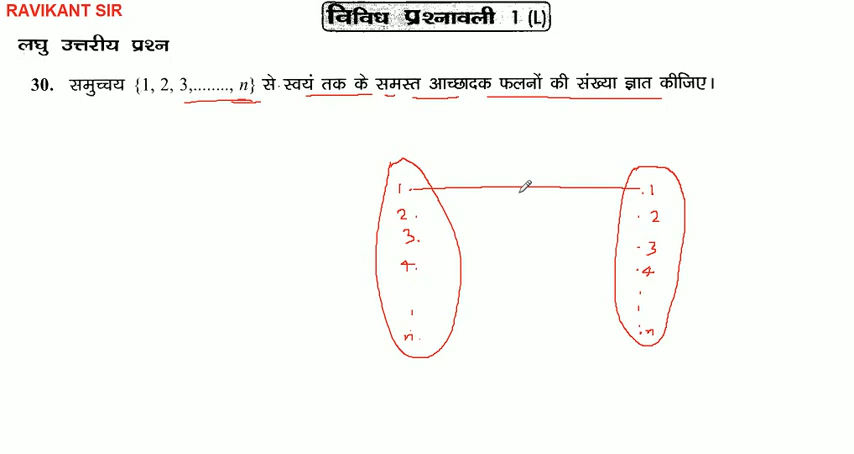 RAVIKANT SIR
विविध प्रश्नावली 1 (L)
लघु उत्तरीय प्रश्न
30. समुच्चय {1, 2, 3,........, n} से स्वयं तक के समस्त आच्छादक फलनों की संख्या ज्ञात कीजिए।
1 1
2 2
3 3
4 4
n n